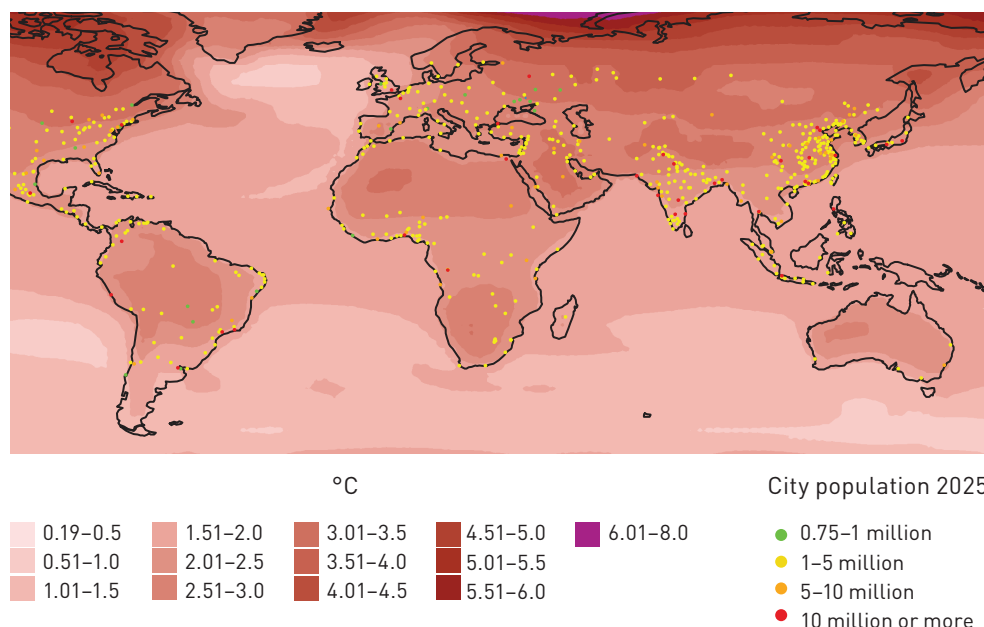 °C
0.19–0.5
0.51–1.0
1.01–1.5
1.51–2.0
2.01–2.5
2.51–3.0
3.01–3.5
3.51–4.0
4.01–4.5
4.51–5.0
5.01–5.5
5.51–6.0
6.01–8.0
City population 2025
0.75–1 million
1–5 million
5–10 million
10 million or more